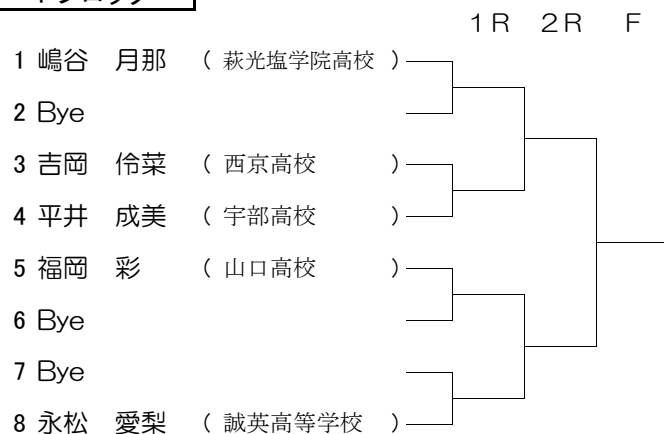 1R 2R F
1 嶋谷 月那 ( 萩光塩学院高校 )
2 Bye
3 吉岡 伶菜 ( 西京高校 )
4 平井 成美 ( 宇部高校 )
5 福岡 彩 ( 山口高校 )
6 Bye
7 Bye
8 永松 愛梨 ( 誠英高等学校 )